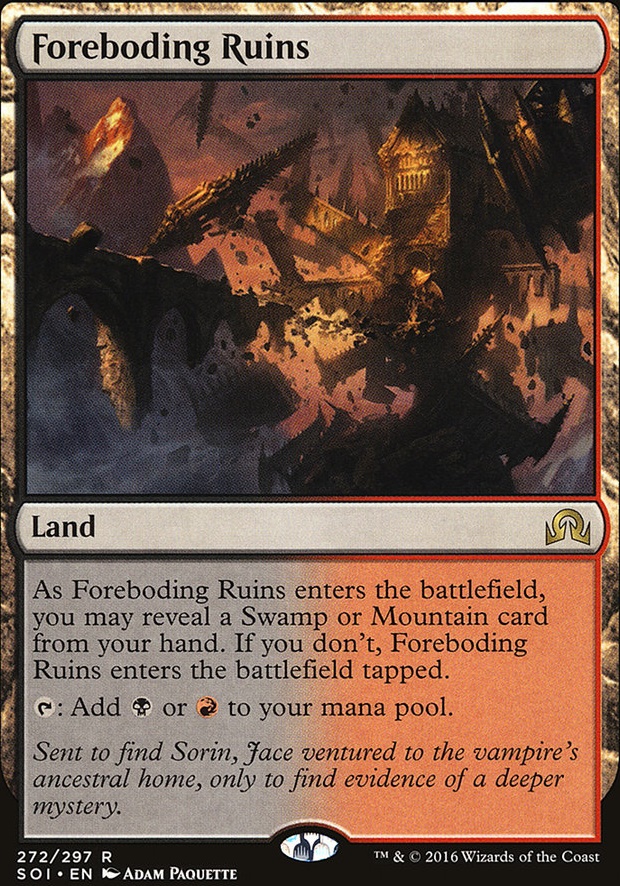 Foreboding Ruins
Land
As Foreboding Ruins enters the battlefield,
you may reveal a Swamp or Mountain card
from your hand. If you don't, Foreboding
Ruins enters the battlefield tapped.
: Add or to your mana pool.
Sent to find Sorin, Jace ventured to the vampire's
ancestral home, only to find evidence of a deeper
mystery.
272/297 R
SOI • EN Adam Paquette
™ & © 2016 Wizards of the Coast